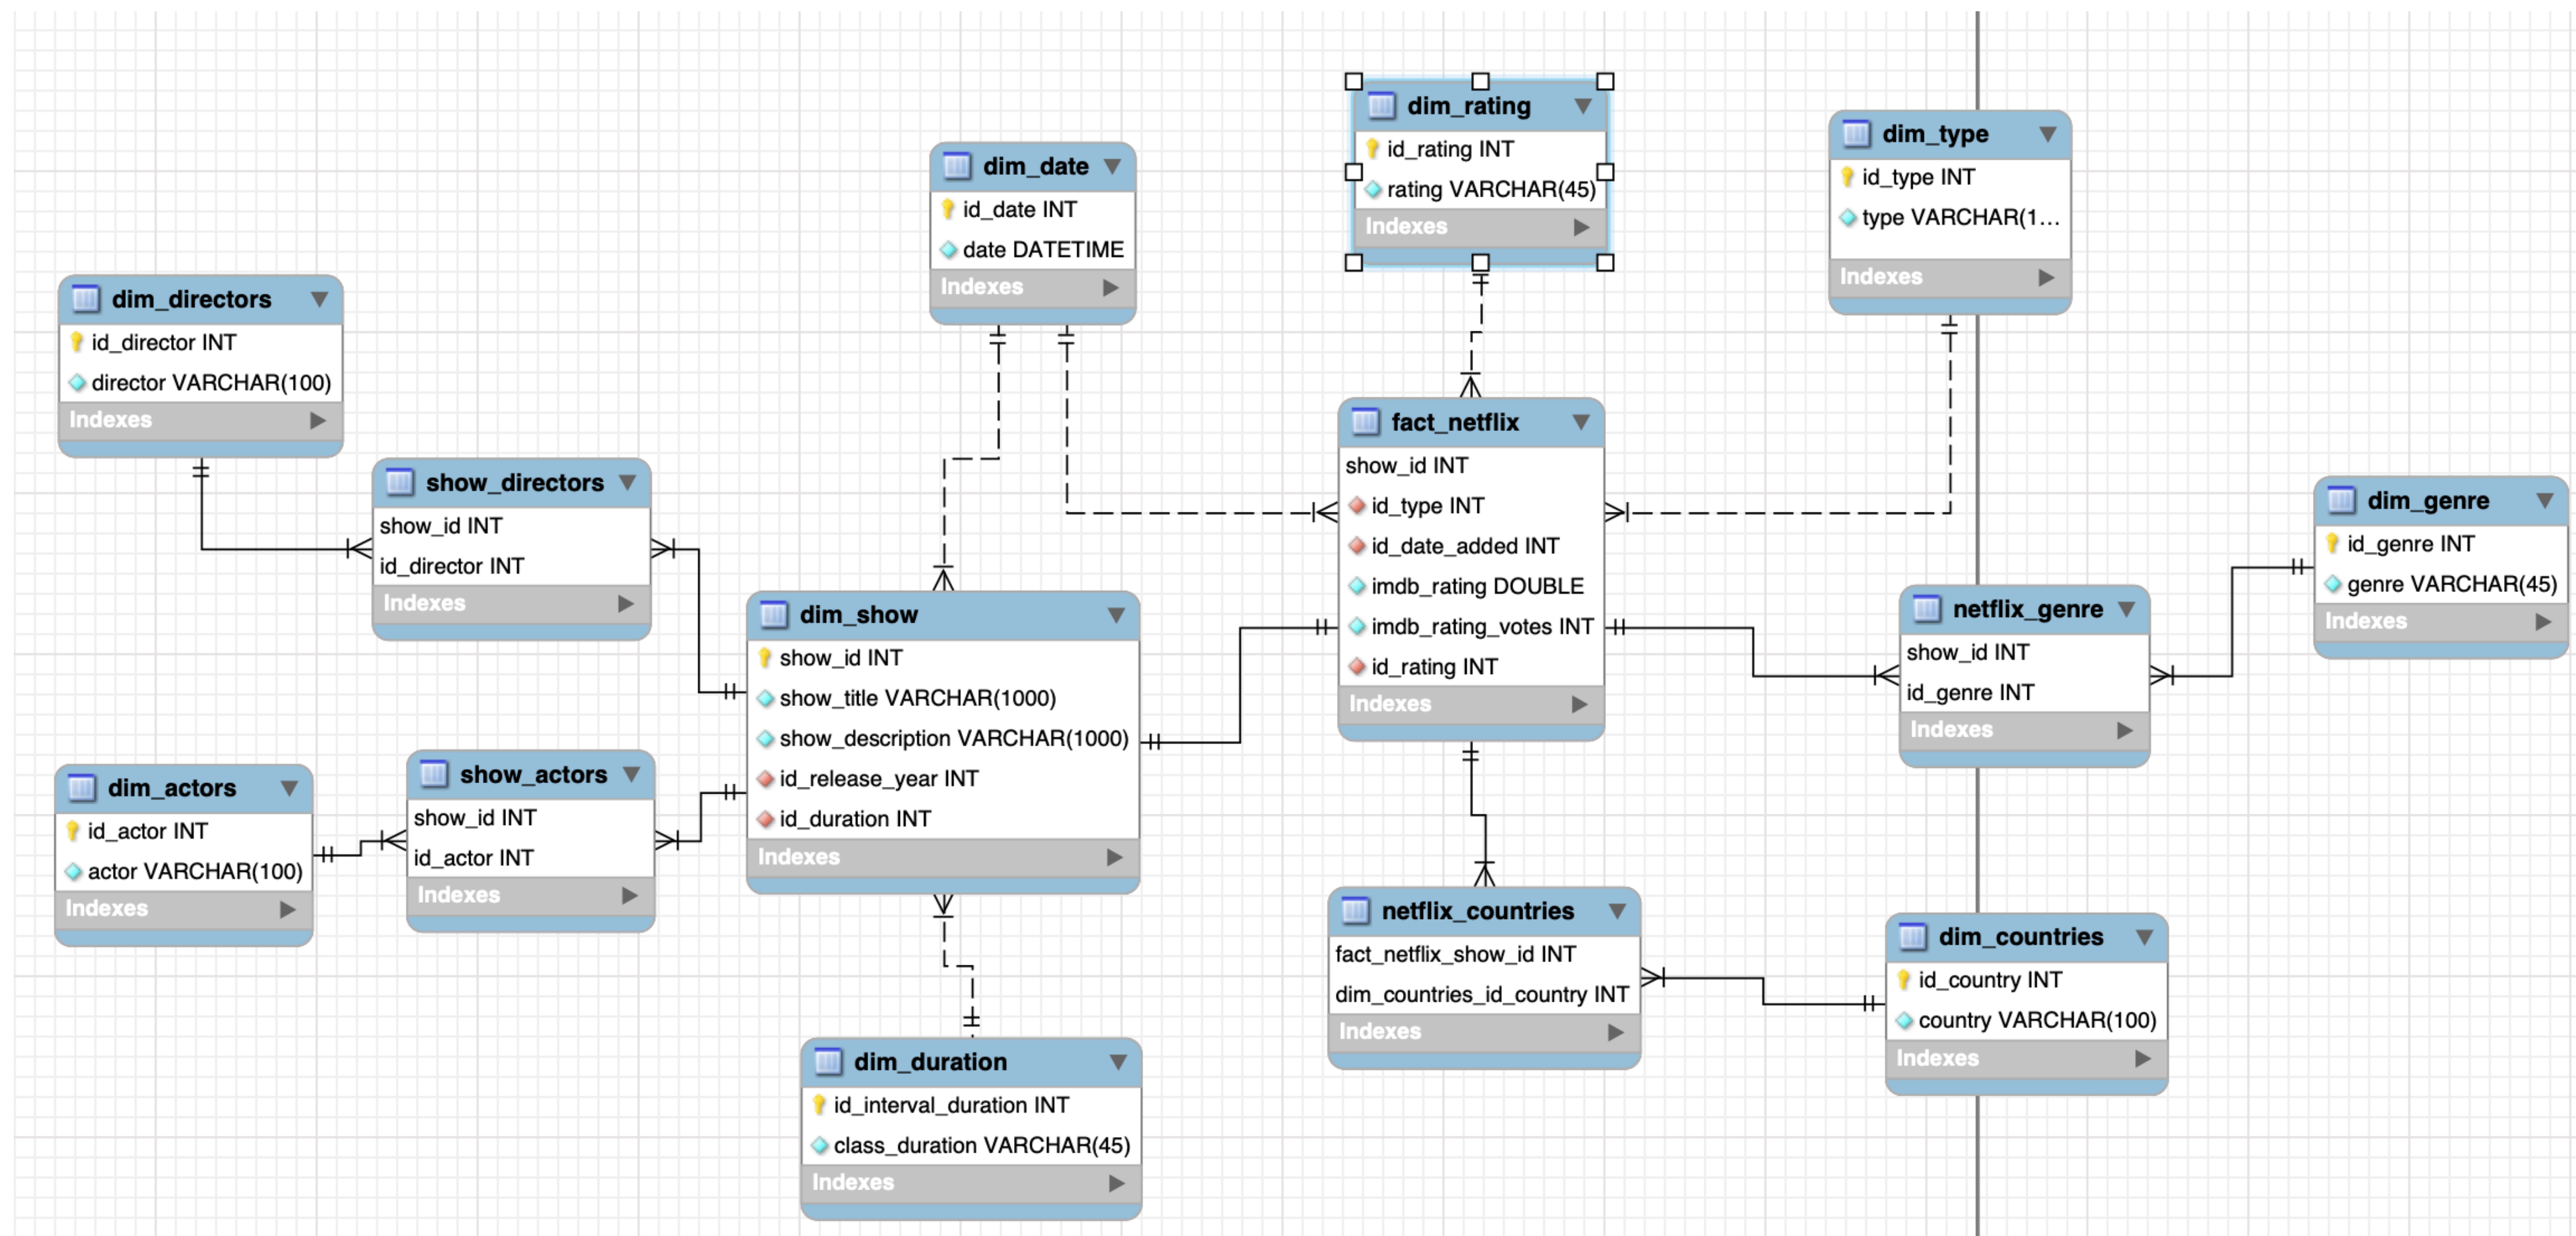 dim_rating
id_rating INT
rating VARCHAR(45)
Indexes
dim_type
id_type INT
type VARCHAR(1...
Indexes
dim_date
id_date INT
date DATETIME
Indexes
dim_directors
id_director INT
director VARCHAR(100)
Indexes
show_directors
show_id INT
id_director INT
Indexes
fact_netflix
show_id INT
id_type INT
id_date_added INT
imdb_rating DOUBLE
imdb_rating_votes INT
id_rating INT
Indexes
dim_genre
id_genre INT
genre VARCHAR(45)
Indexes
netflix_genre
show_id INT
id_genre INT
Indexes
dim_show
show_id INT
show_title VARCHAR(1000)
show_description VARCHAR(1000)
id_release_year INT
id_duration INT
Indexes
dim_actors
id_actor INT
actor VARCHAR(100)
Indexes
show_actors
show_id INT
id_actor INT
Indexes
netflix_countries
fact_netflix_show_id INT
dim_countries_id_country INT
Indexes
dim_countries
id_country INT
country VARCHAR(100)
Indexes
dim_duration
id_interval_duration INT
class_duration VARCHAR(45)
Indexes